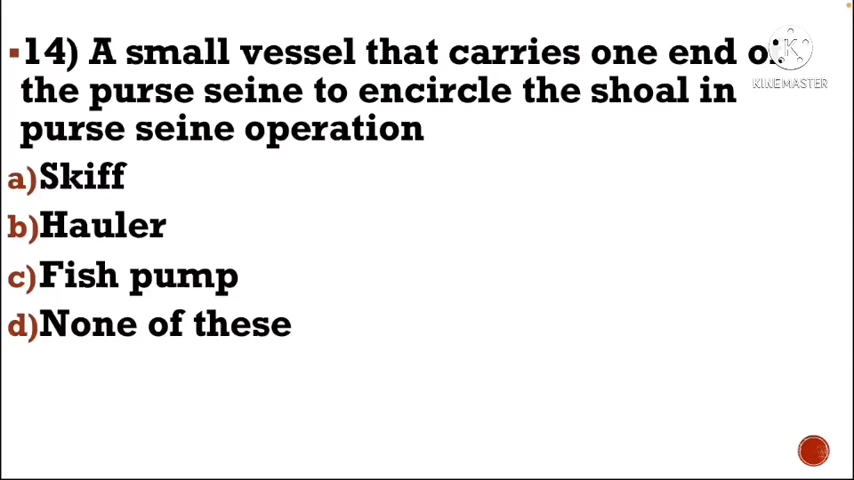 14) A small vessel that carries one end of
the purse seine to encircle the shoal in
purse seine operation
a)Skiff
b)Hauler
c)Fish pump
d)None of these
K
KINEMASTER